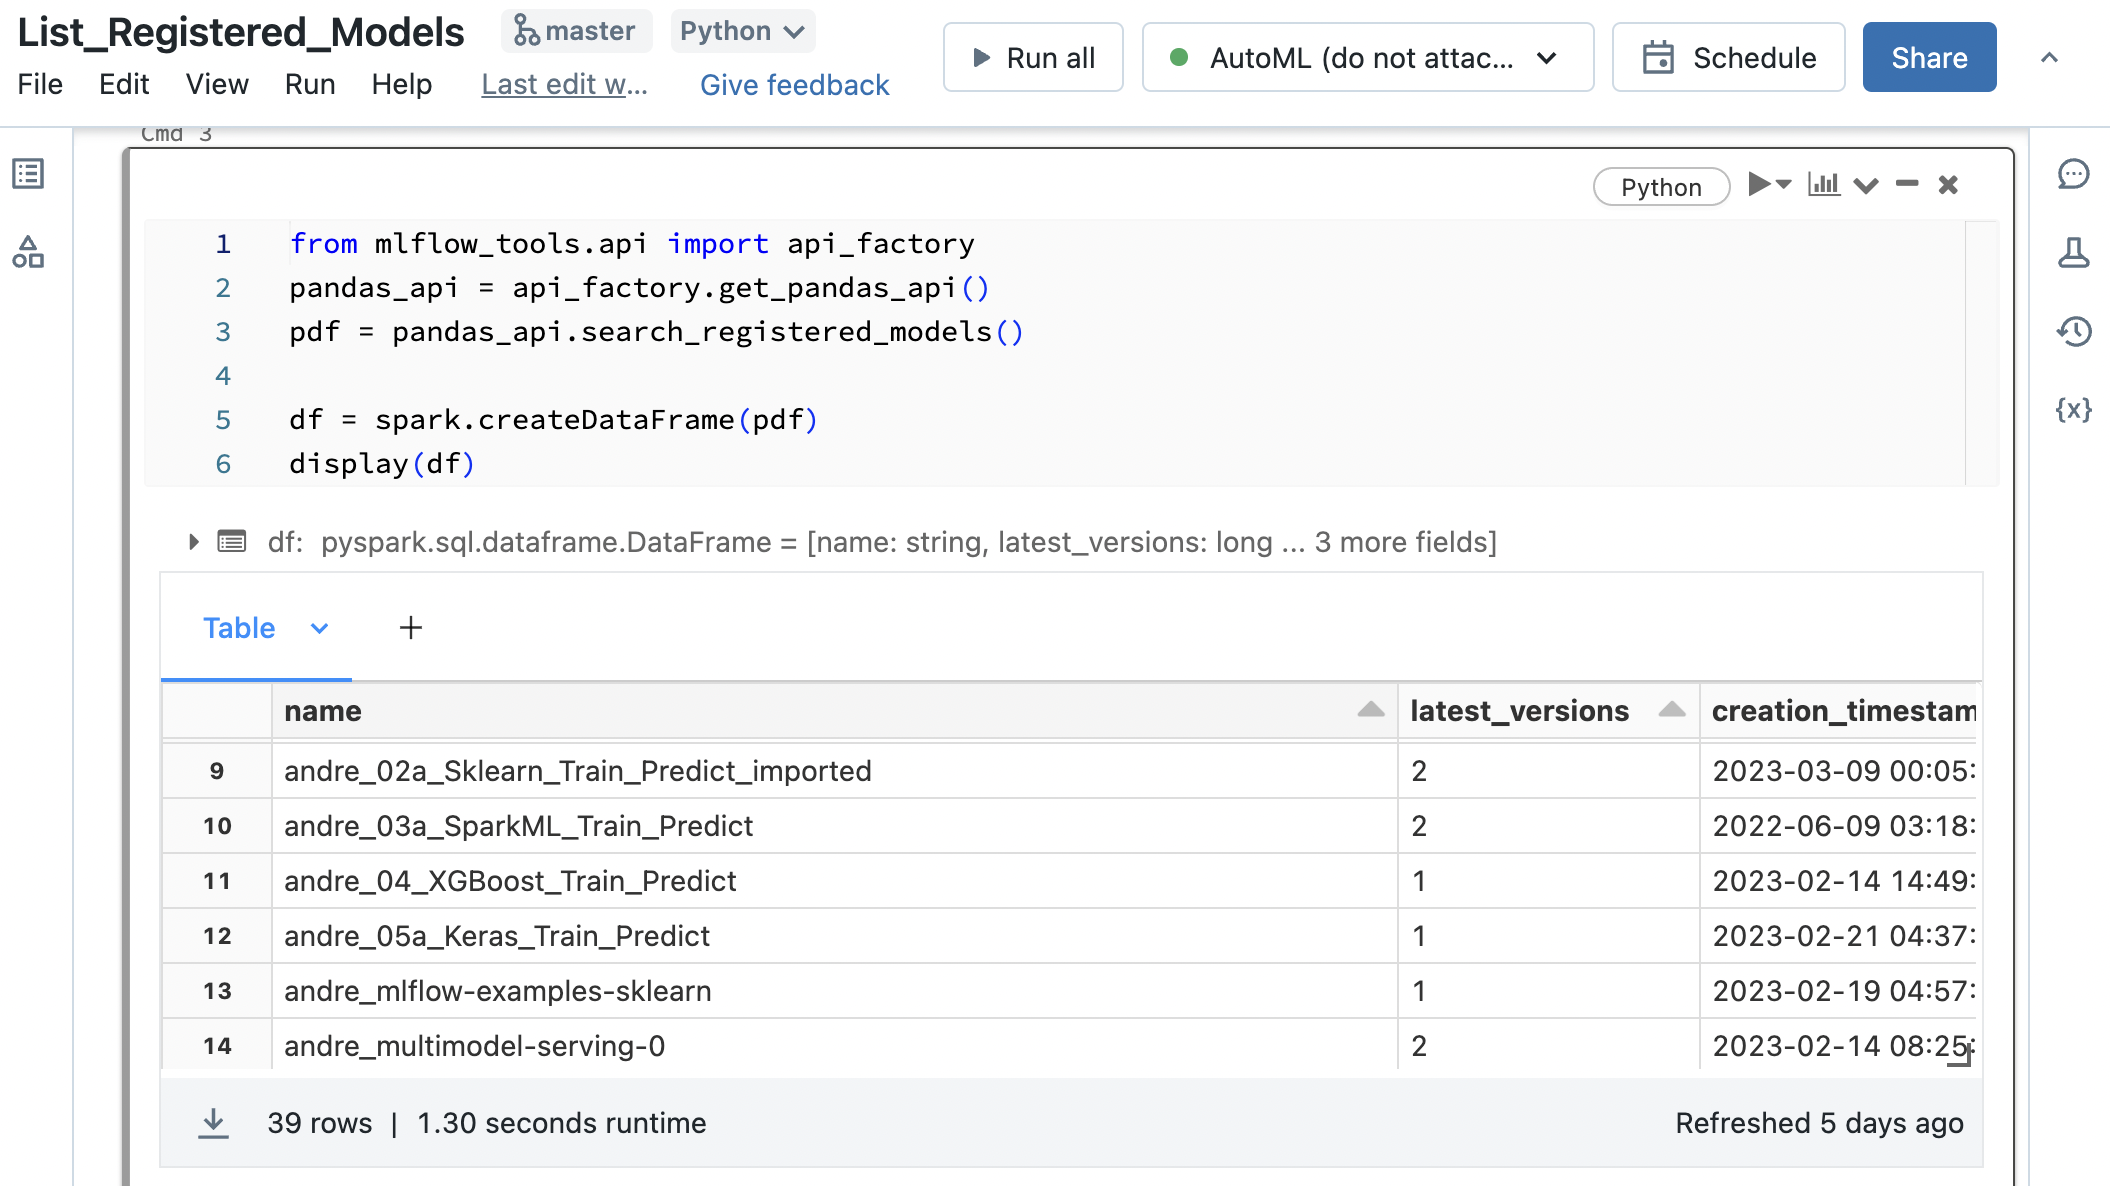 List_Registered_Models master Python
File Edit View Run Help Last edit w... Give feedback
Run all AutoML (do not attac... Schedule Share
Cmd 3
Python
1 from mlflow_tools.api import api_factory
2 pandas_api = api_factory.get_pandas_api()
3 pdf = pandas_api.search_registered_models()
4
5 df = spark.createDataFrame(pdf)
6 display(df)
{x}
df: pyspark.sql.dataframe.DataFrame = [name: string, latest_versions: long ... 3 more fields]
Table +
name latest_versions creation_timestam
9 andre_02a_Sklearn_Train_Predict_imported 2 2023-03-09 00:05:
10 andre_03a_SparkML_Train_Predict 2 2022-06-09 03:18:
11 andre_04_XGBoost_Train_Predict 1 2023-02-14 14:49:
12 andre_05a_Keras_Train_Predict 1 2023-02-21 04:37:
13 andre_mlflow-examples-sklearn 1 2023-02-19 04:57:
14 andre_multimodel-serving-0 2 2023-02-14 08:25:
39 rows | 1.30 seconds runtime Refreshed 5 days ago